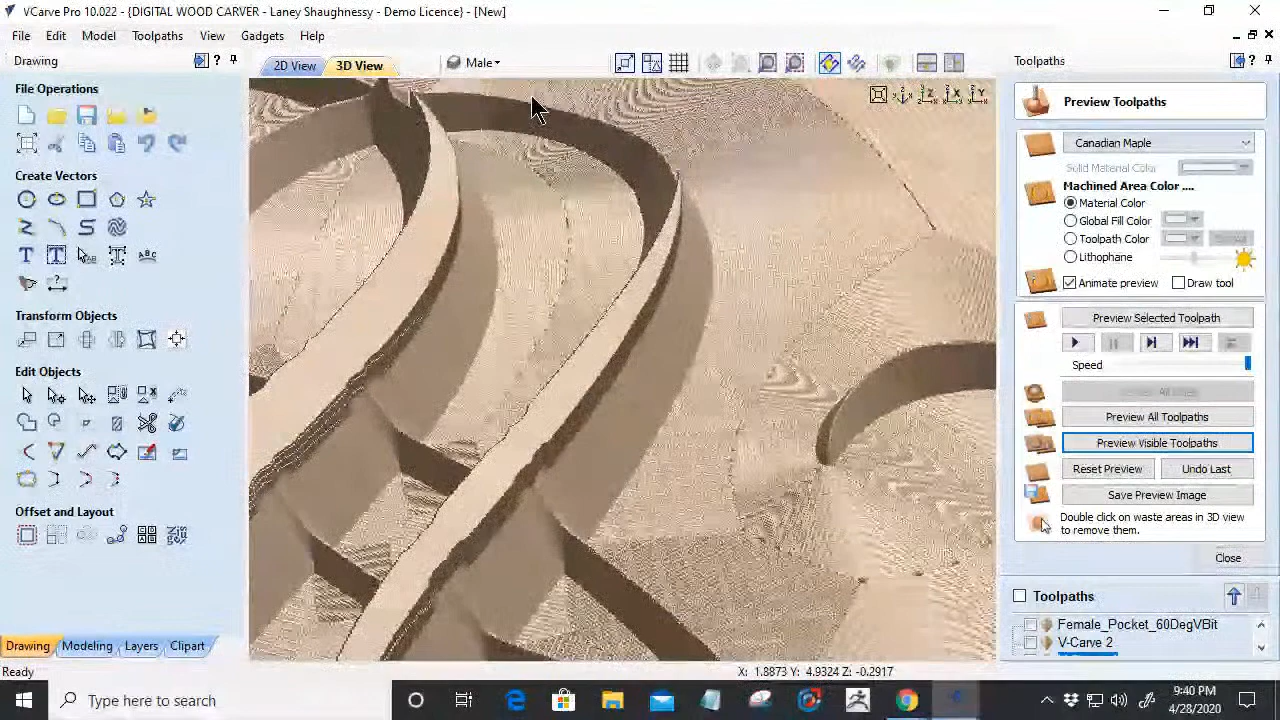 VCarve Pro 10.022 - {DIGITAL WOOD CARVER - Laney Shaughnessy - Demo Licence} - [New]
File Edit Model Toolpaths View Gadgets Help
Drawing
2D View 3D View Male
Toolpaths
File Operations
Create Vectors
Transform Objects
Edit Objects
Offset and Layout
Drawing Modeling Layers Clipart
Preview Toolpaths
Canadian Maple
Solid Material Color
Machined Area Color ....
Material Color
Global Fill Color
Toolpath Color
Lithophane
Animate preview Draw tool
Preview Selected Toolpath
Speed
Preview All Toolpaths
Preview Visible Toolpaths
Reset Preview Undo Last
Save Preview Image
Double click on waste areas in 3D view
to remove them.
Close
Toolpaths
Female_Pocket_60DegVBit
V-Carve 2
Ready X: 1.8873 Y: 4.9324 Z: -0.2917
Type here to search
9:40 PM
4/28/2020